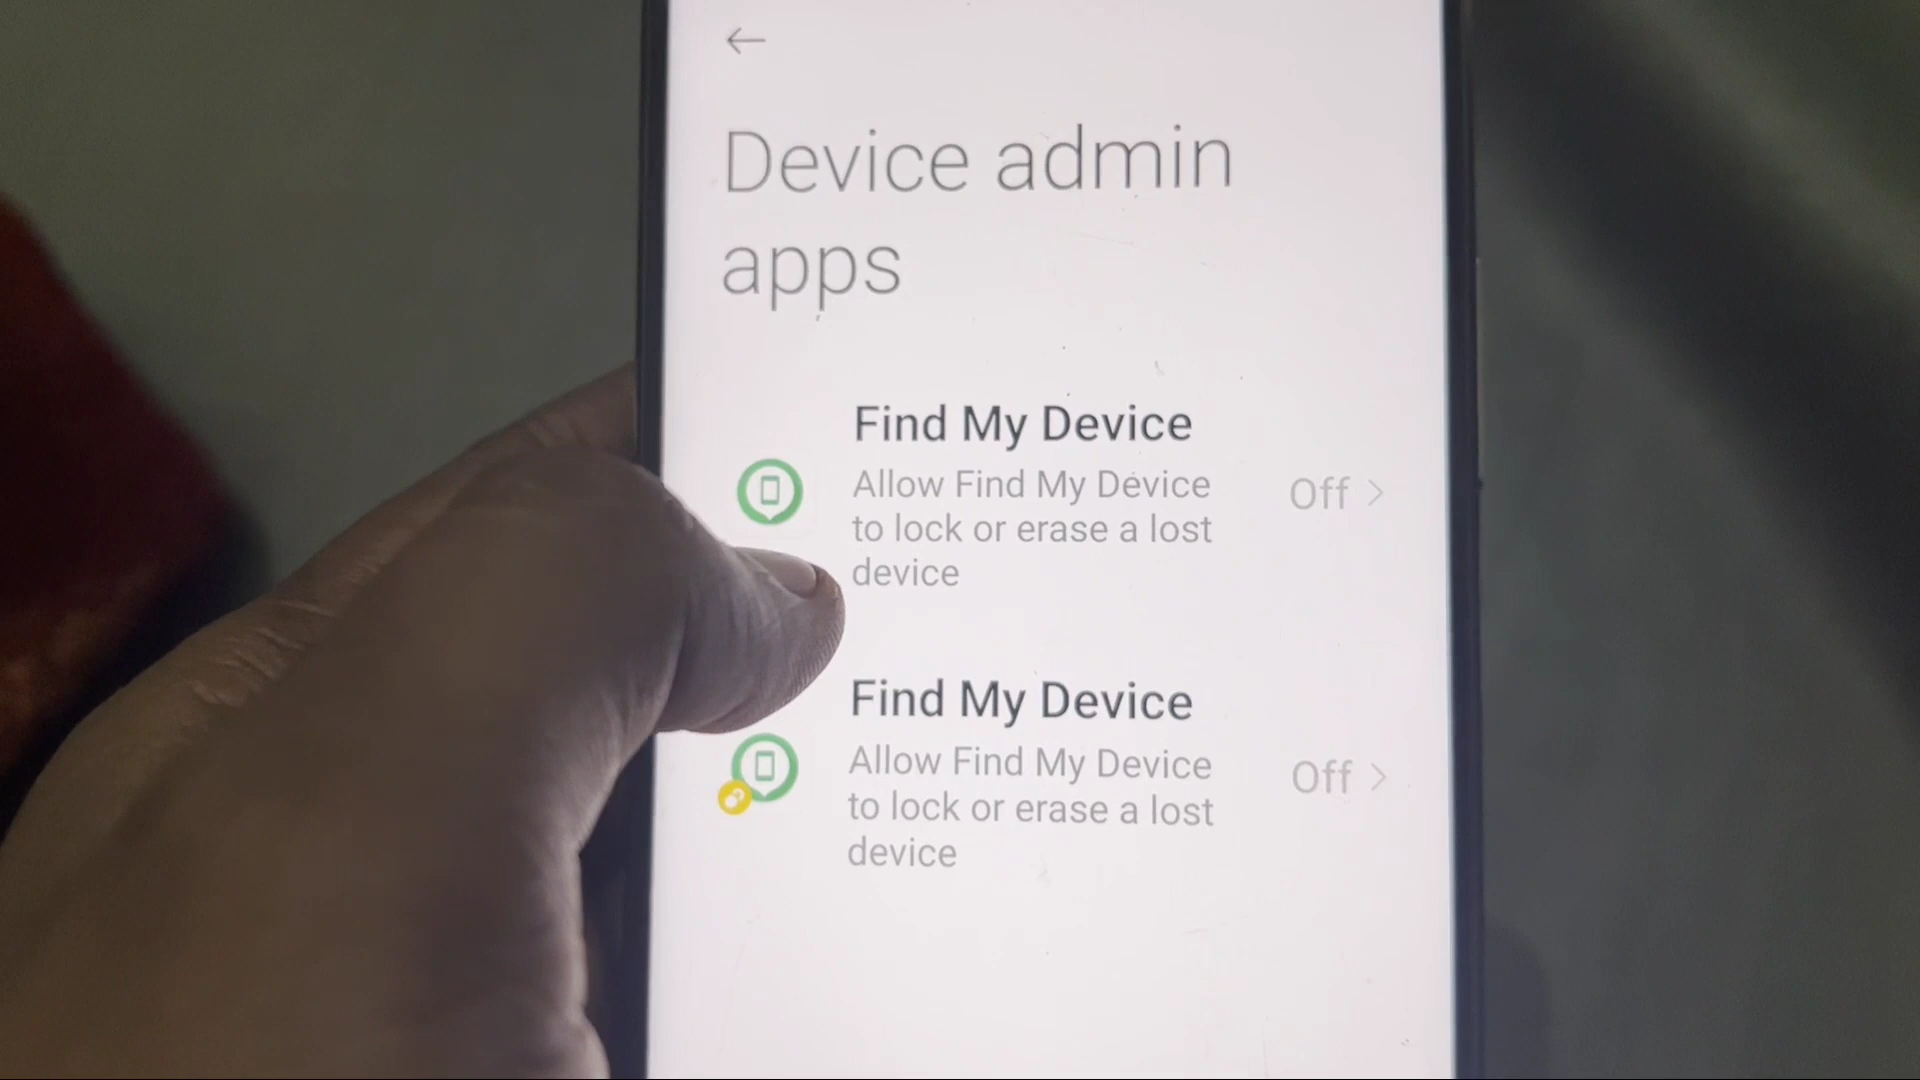 Device admin
apps
Find My Device
Allow Find My Device
to lock or erase a lost
device
Off
Find My Device
Allow Find My Device
to lock or erase a lost
device
Off